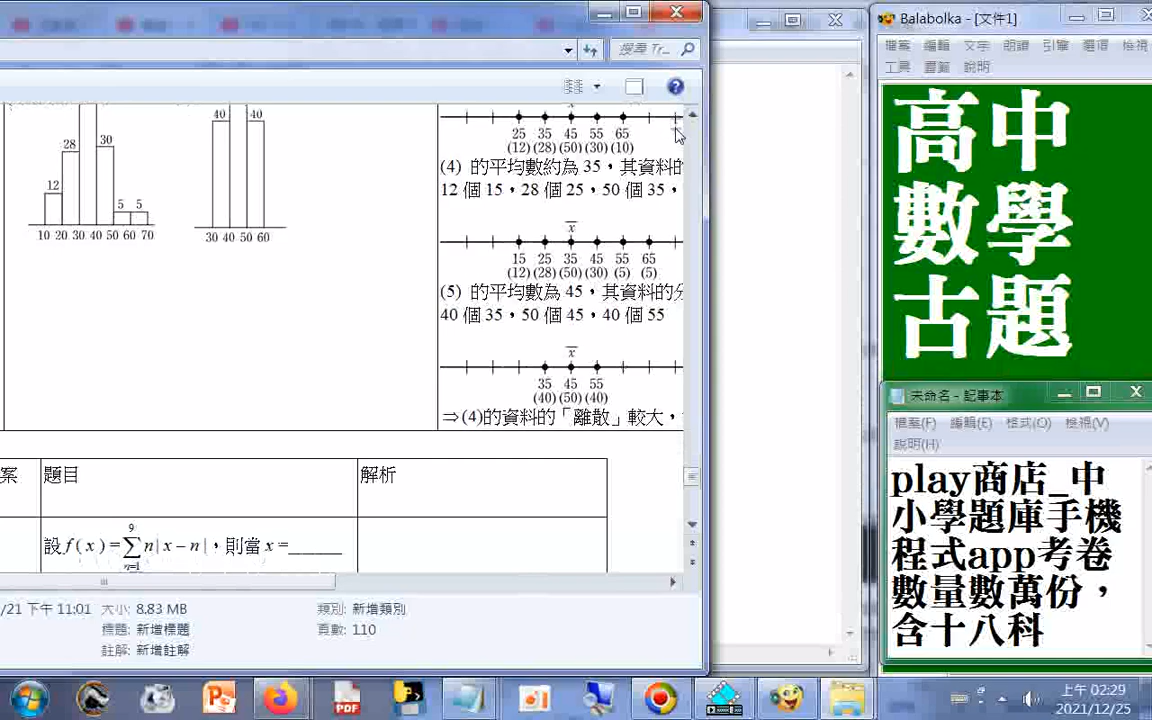 搜尋 Tr...
12
28
30
5 5
10 20 30 40 50 60 70
40
40
30 40 50 60
25 35 45 55 65
(12) (28) (50) (30) (10)
(4) 的平均數約為 35，其資料的
12 個 15，28 個 25，50 個 35，
x
15 25 35 45 55 65
(12) (28) (50) (30) (5) (5)
(5) 的平均數為 45，其資料的分
40 個 35，50 個 45，40 個 55
x
35 45 55
(40) (50) (40)
⇒(4)的資料的「離散」較大，
案
題目
解析
設 f ( x ) = ∑ n=1 9 n| x − n |，則當 x =______
/21 下午 11:01
大小: 8.83 MB
類別: 新增類別
標題: 新增標題
頁數: 110
註解: 新增註解
Balabolka - [文件1]
檔案 編輯 文字 朗讀 引擎 選項 檢視
工具 書籤 說明
高中
數學
古題
未命名 - 記事本
檔案(F) 編輯(E) 格式(O) 檢視(V)
說明(H)
play商店_中
小學題庫手機
程式app考卷
數量數萬份，
含十八科
PDF
上午 02:29
2021/12/25